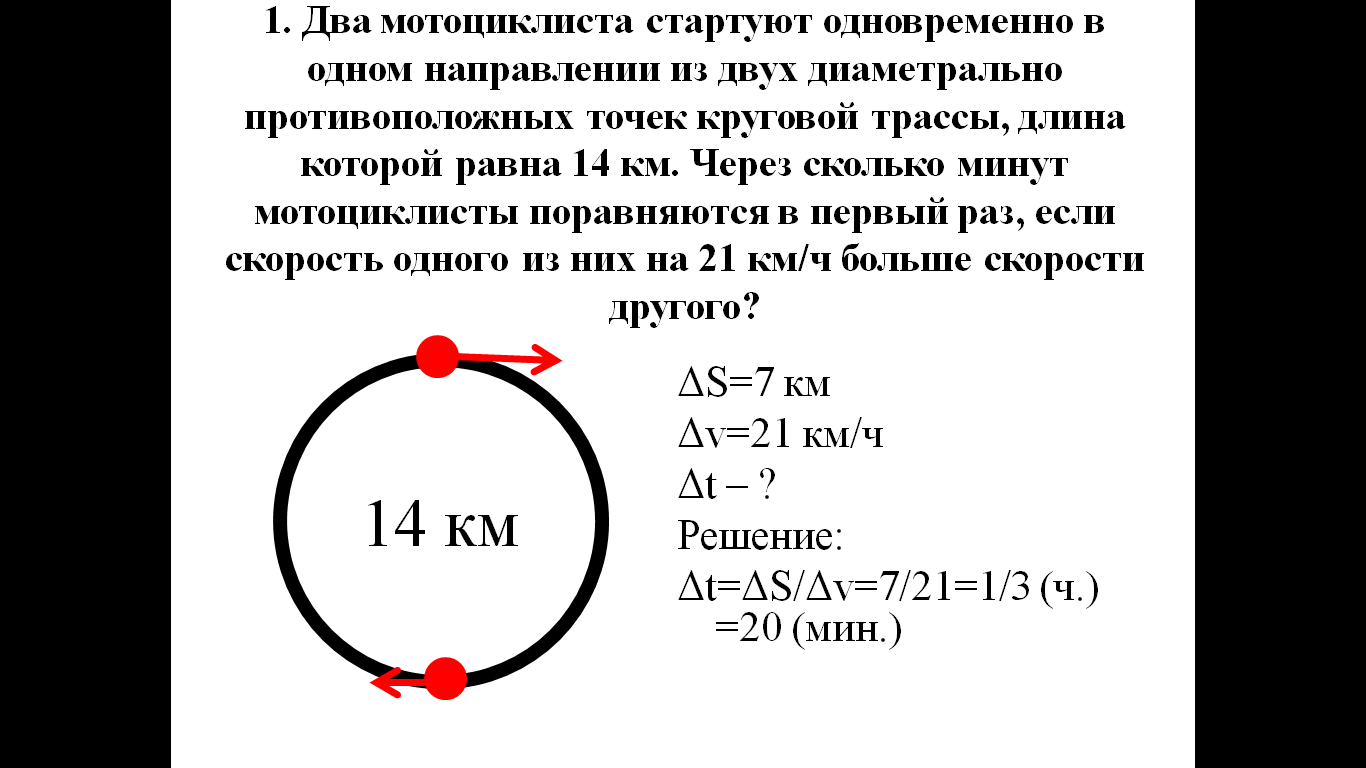 1. Два мотоциклиста стартуют одновременно в
одном направлении из двух диаметрально
противоположных точек круговой трассы, длина
которой равна 14 км. Через сколько минут
мотоциклисты поравняются в первый раз, если
скорость одного из них на 21 км/ч больше скорости
другого?
14 км
ΔS=7 км
Δv=21 км/ч
Δt – ?
Решение:
Δt=ΔS/Δv=7/21=1/3 (ч.)
=20 (мин.)